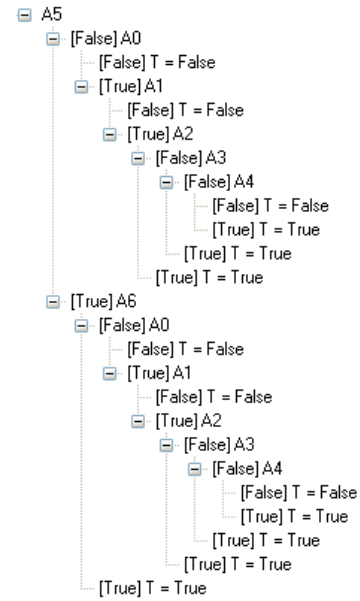 A5
[False] A0
[False] T = False
[True] A1
[False] T = False
[True] A2
[False] A3
[False] A4
[False] T = False
[True] T = True
[True] T = True
[True] T = True
[True] A6
[False] A0
[False] T = False
[True] A1
[False] T = False
[True] A2
[False] A3
[False] A4
[False] T = False
[True] T = True
[True] T = True
[True] T = True
[True] T = True